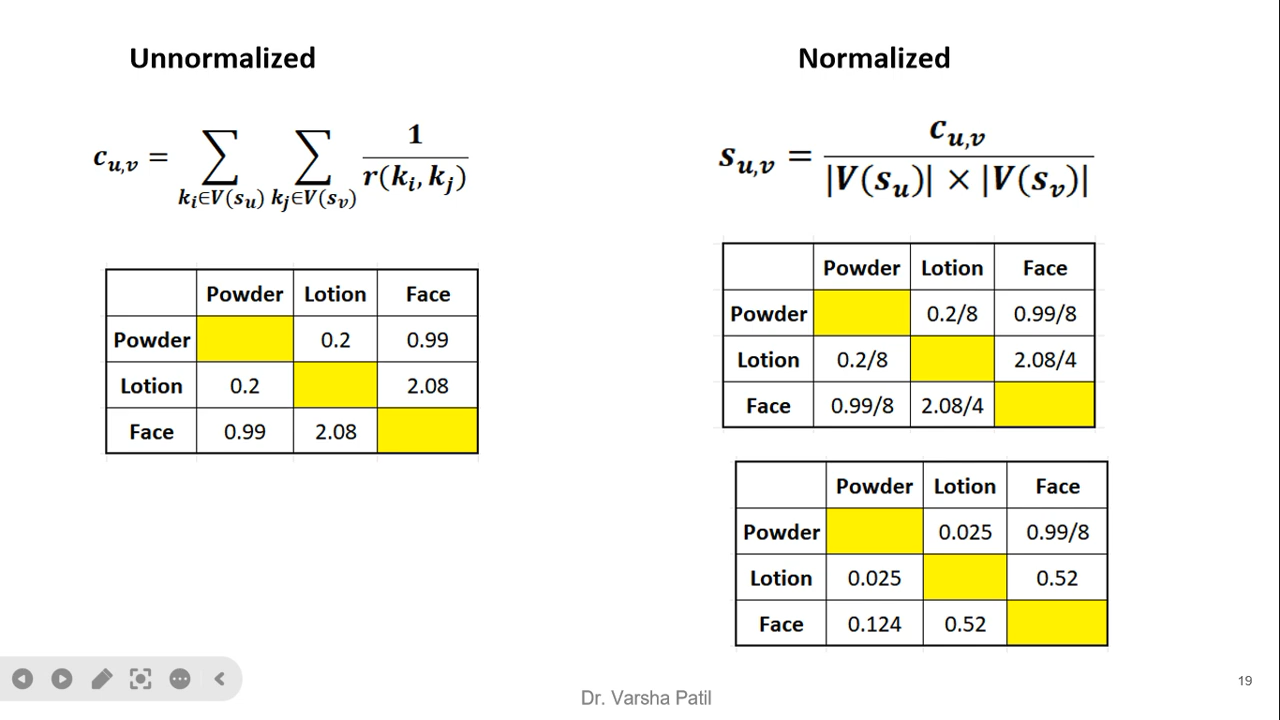 Unnormalized
c_{u,v} = ∑_{k_i∈V(s_u)} ∑_{k_j∈V(s_v)} 1 / r(k_i, k_j)
Powder Lotion Face
Powder 0.2 0.99
Lotion 0.2 2.08
Face 0.99 2.08
Normalized
s_{u,v} = c_{u,v} / |V(s_u)| × |V(s_v)|
Powder Lotion Face
Powder 0.2/8 0.99/8
Lotion 0.2/8 2.08/4
Face 0.99/8 2.08/4
Powder Lotion Face
Powder 0.025 0.99/8
Lotion 0.025 0.52
Face 0.124 0.52
Dr. Varsha Patil
19